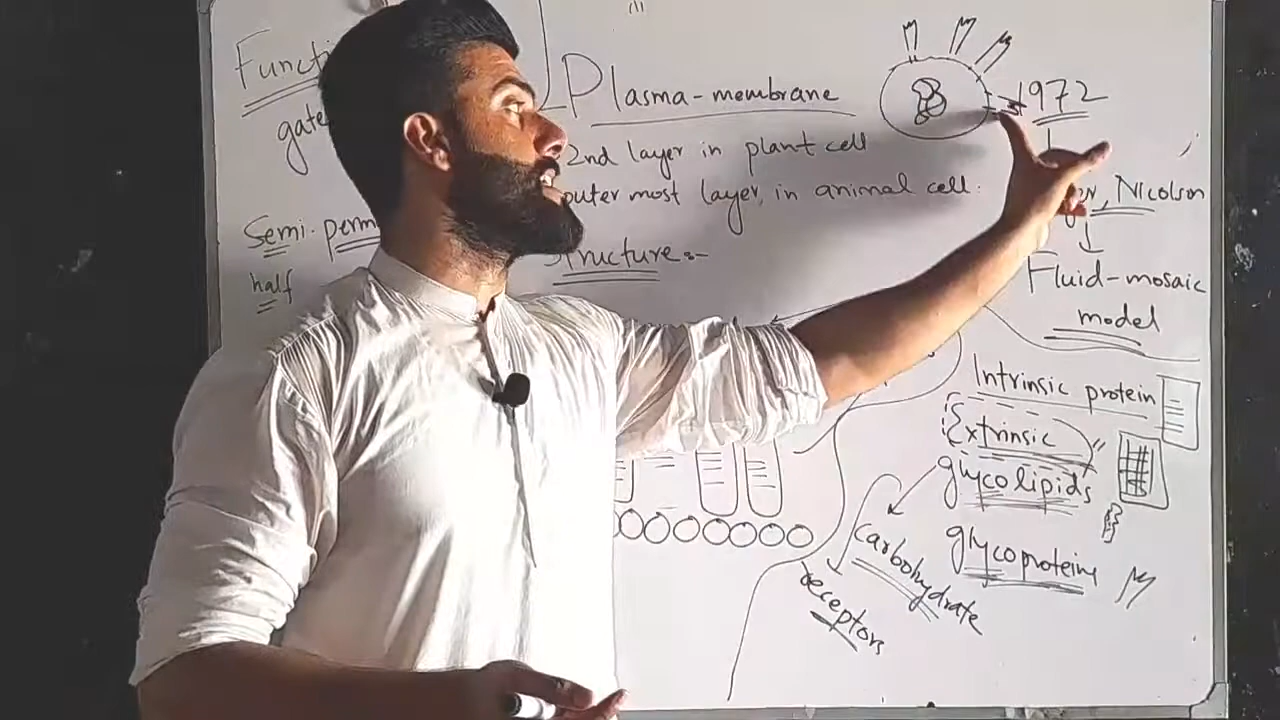 Functi
gate
Semi-perm
half
Plasma-membrane
2nd layer in plant cell
outer most layer, in animal cell.
Structure:-
1972
, Nicolson
Fluid-mosaic
model
Intrinsic protein
Extrinsic
glycolipids
glycoproteins
carbohydrate
receptors